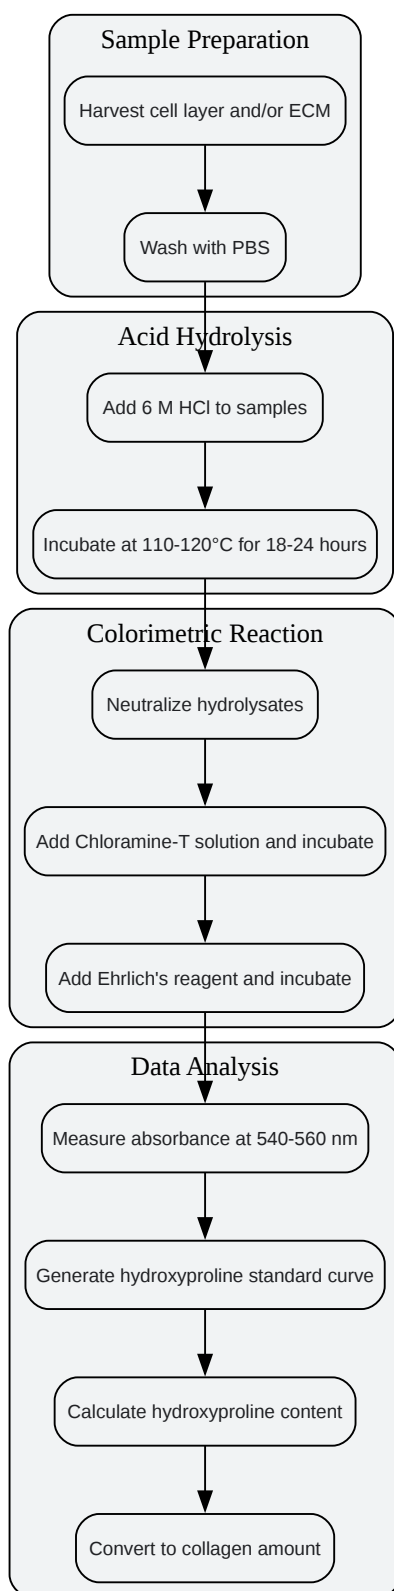 Sample Preparation
Harvest cell layer and/or ECM
Wash with PBS
Acid Hydrolysis
Add 6 M HCl to samples
Incubate at 110-120°C for 18-24 hours
Colorimetric Reaction
Neutralize hydrolysates
Add Chloramine-T solution and incubate
Add Ehrlich's reagent and incubate
Data Analysis
Measure absorbance at 540-560 nm
Generate hydroxyproline standard curve
Calculate hydroxyproline content
Convert to collagen amount